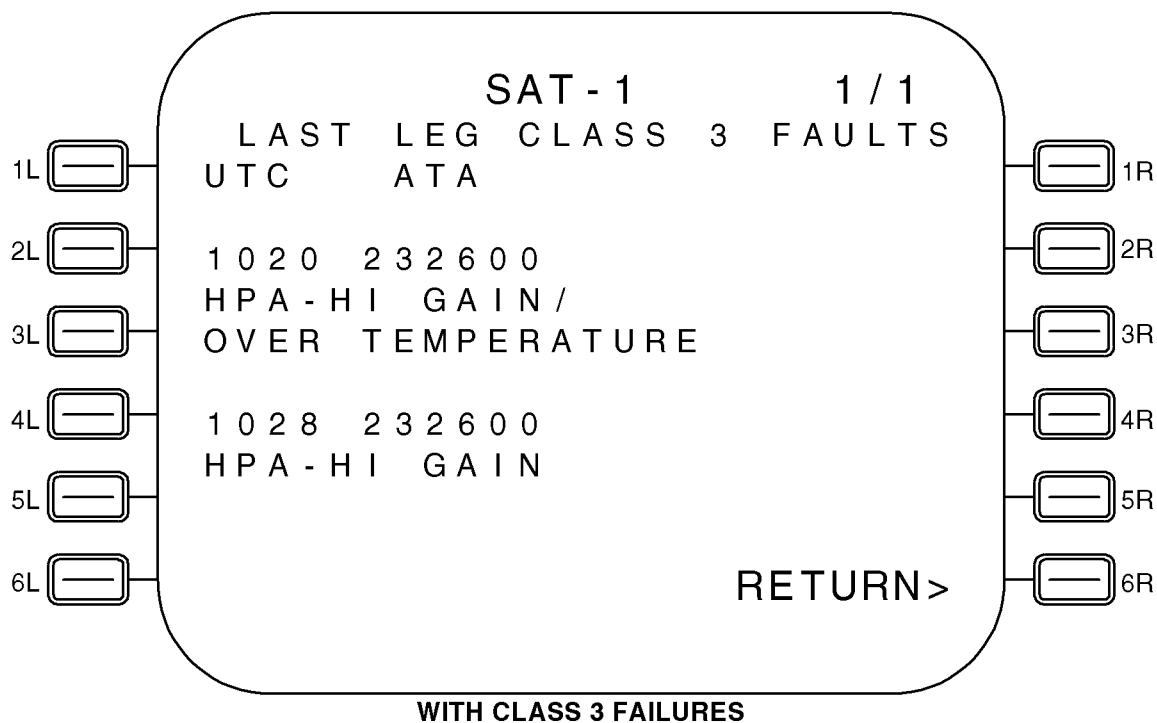 SAT-1 1/1
LAST LEG CLASS 3 FAULTS
1L UTC ATA 1R
2L 1020 232600 2R
HPA-HI GAIN/
3L OVER TEMPERATURE 3R
4L 1028 232600 4R
HPA-HI GAIN
5L 5R
6L RETURN> 6R
WITH CLASS 3 FAILURES